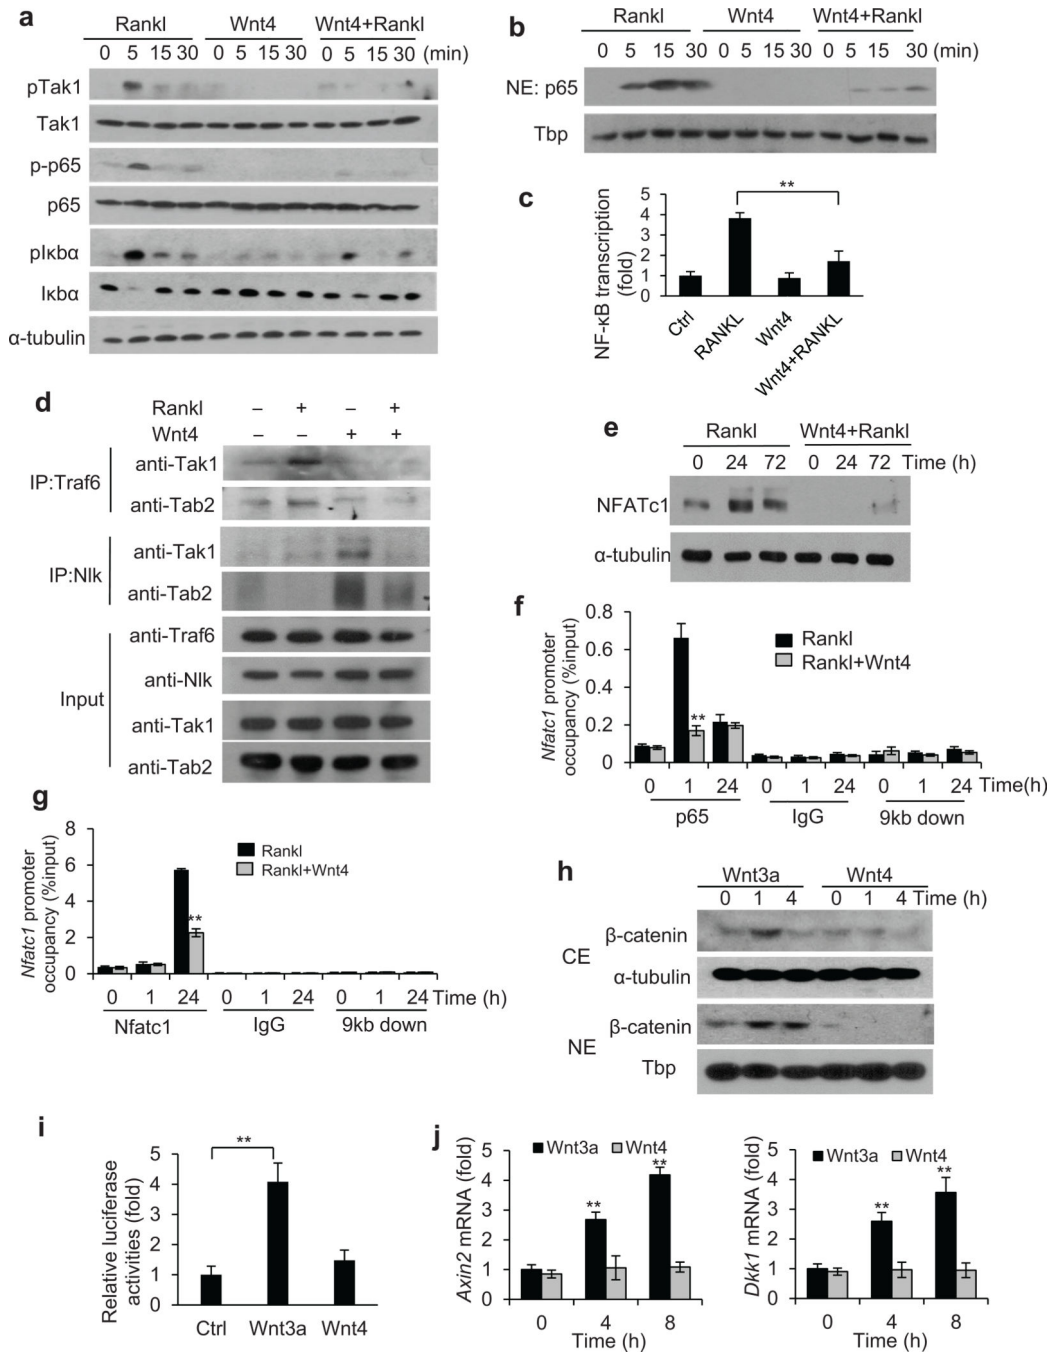 a
Rankl Wnt4 Wnt4+Rankl
0 5 15 30 0 5 15 30 0 5 15 30 (min)
pTak1
Tak1
p-p65
p65
pIκbα
Iκbα
α-tubulin
b
Rankl Wnt4 Wnt4+Rankl
0 5 15 30 0 5 15 30 0 5 15 30 (min)
NE: p65
Tbp
c
NF-κB transcription
(fold)
5
4
3
2
1
0
**
Ctrl
RANKL
Wnt4
Wnt4+RANKL
d
Rankl – + – +
Wnt4 – – + +
IP:Traf6
anti-Tak1
anti-Tab2
IP:Nlk
anti-Tak1
anti-Tab2
Input
anti-Traf6
anti-Nlk
anti-Tak1
anti-Tab2
e
Rankl Wnt4+Rankl
0 24 72 0 24 72 Time (h)
NFATc1
α-tubulin
f
Nfatc1 promoter
occupancy (%input)
0.8
0.6
0.4
0.2
0
Rankl
Rankl+Wnt4
**
0 1 24 0 1 24 0 1 24 Time(h)
p65 IgG 9kb down
g
Nfatc1 promoter
occupancy (%input)
8
6
4
2
0
Rankl
Rankl+Wnt4
**
0 1 24 0 1 24 0 1 24 Time (h)
Nfatc1 IgG 9kb down
h
Wnt3a Wnt4
0 1 4 0 1 4 Time (h)
CE
β-catenin
α-tubulin
NE
β-catenin
Tbp
i
Relative luciferase
activities (fold)
5
4
3
2
1
0
**
Ctrl Wnt3a Wnt4
j
Axin2 mRNA (fold)
5
4
3
2
1
0
Wnt3a Wnt4
**
**
0 4 8
Time (h)
Dkk1 mRNA (fold)
5
4
3
2
1
0
Wnt3a Wnt4
**
**
0 4 8
Time (h)